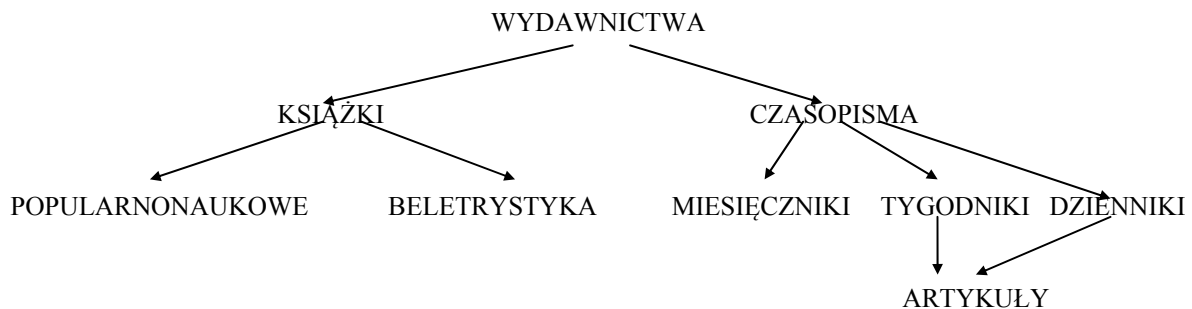 WYDAWNICTWA
KSIĄŻKI CZASOPISMA
POPULARNONAUKOWE BELETRYSTYKA MIESIĘCZNIKI TYGODNIKI DZIENNIKI
ARTYKUŁY